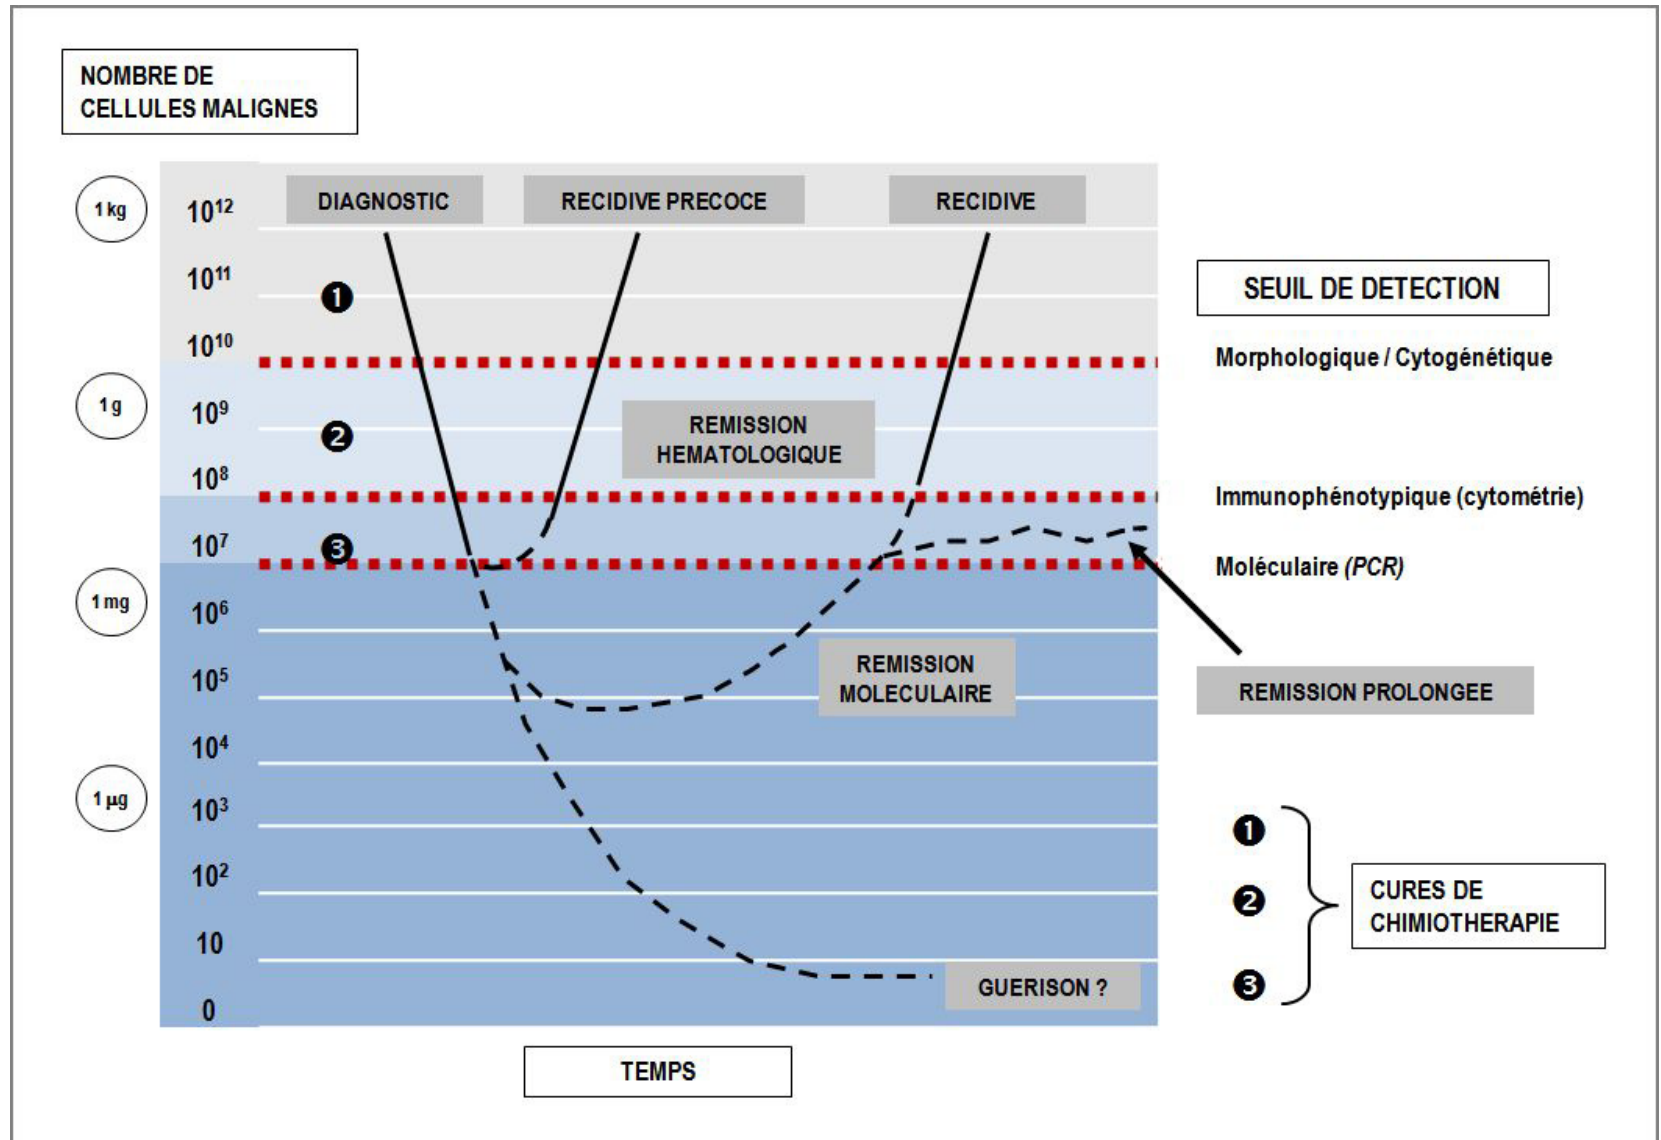 NOMBRE DE
CELLULES MALIGNES
1 kg
10¹²
DIAGNOSTIC
RECIDIVE PRECOCE
RECIDIVE
10¹¹
❶
SEUIL DE DETECTION
10¹⁰
Morphologique / Cytogénétique
1 g
10⁹
❷
REMISSION
HEMATOLOGIQUE
10⁸
Immunophénotypique (cytométrie)
10⁷
❸
Moléculaire (PCR)
1 mg
10⁶
10⁵
REMISSION
MOLECULAIRE
REMISSION PROLONGEE
10⁴
1 µg
10³
❶
10²
❷
CURES DE
CHIMIOTHERAPIE
10
❸
GUERISON ?
0
TEMPS